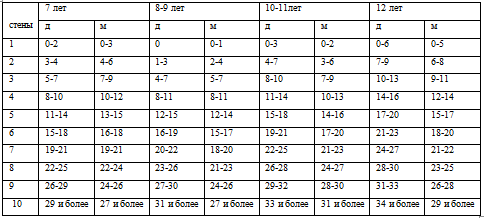 стены 7 лет 8-9 лет 10-11лет 12 лет
д м д м д м д м
1 0-2 0-3 0 0-1 0-3 0-2 0-6 0-5
2 3-4 4-6 1-3 2-4 4-7 3-6 7-9 6-8
3 5-7 7-9 4-7 5-7 8-10 7-9 10-13 9-11
4 8-10 10-12 8-11 8-11 11-14 10-13 14-16 12-14
5 11-14 13-15 12-15 12-14 15-18 14-16 17-20 15-17
6 15-18 16-18 16-19 15-17 19-21 17-20 21-23 18-20
7 19-21 19-21 20-22 18-20 22-25 21-23 24-27 21-22
8 22-25 22-24 23-26 21-23 26-28 24-27 28-30 23-25
9 26-29 24-26 27-30 24-26 29-32 28-30 31-33 26-28
10 29 и более 27 и более 31 и более 27 и более 33 и более 31 и более 34 и более 29 и более